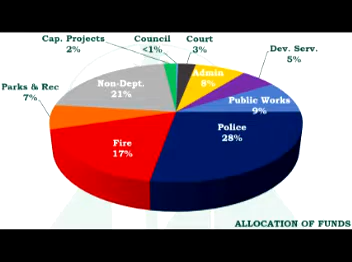 Cap. Projects
2%
Council
<1%
Court
3%
Dev. Serv.
5%
Admin
8%
Public Works
9%
Police
28%
Fire
17%
Parks & Rec
7%
Non-Dept.
21%
ALLOCATION OF FUNDS